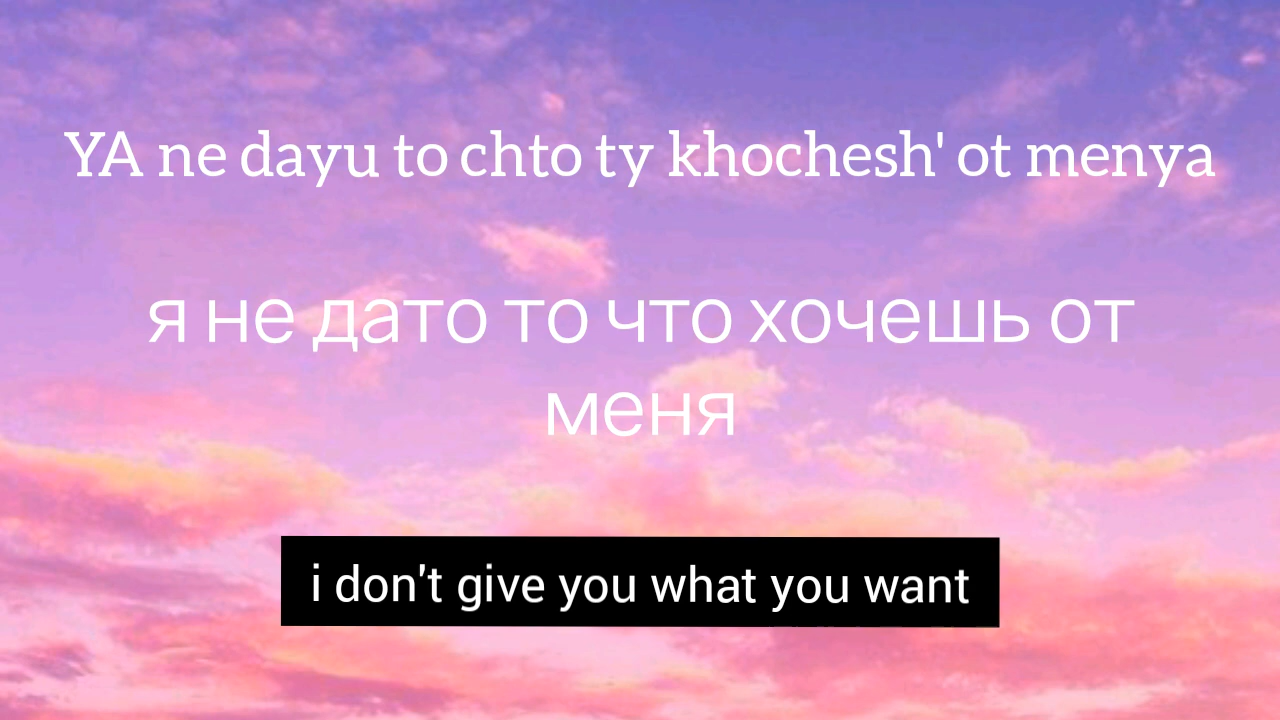 YA ne dayu to chto ty khochesh' ot menya
я не дато то что хочешь от
меня
i don't give you what you want